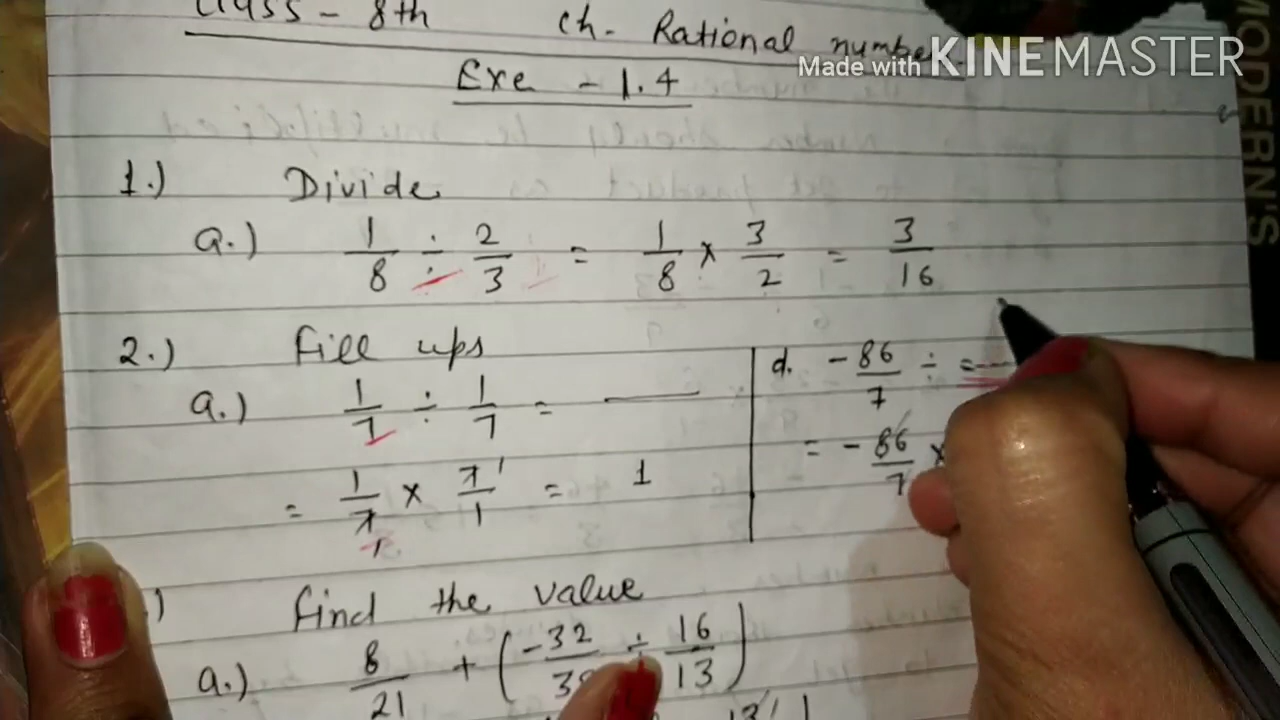 Class - 8th Ch. Rational number
Made with KINEMASTER
Exe - 1.4
MODERN'S
1.) Divide
a.) 1/8 ÷ 2/3 = 1/8 × 3/2 = 3/16
2.) Fill ups
a.) 1/7 ÷ 1/7 = ____
= 1/7 × 7/1 = 1
d. -86/7 ÷ =
= -86/7 ×
Find the value
a.) 8/21 + (-32/ ÷ 16/13)